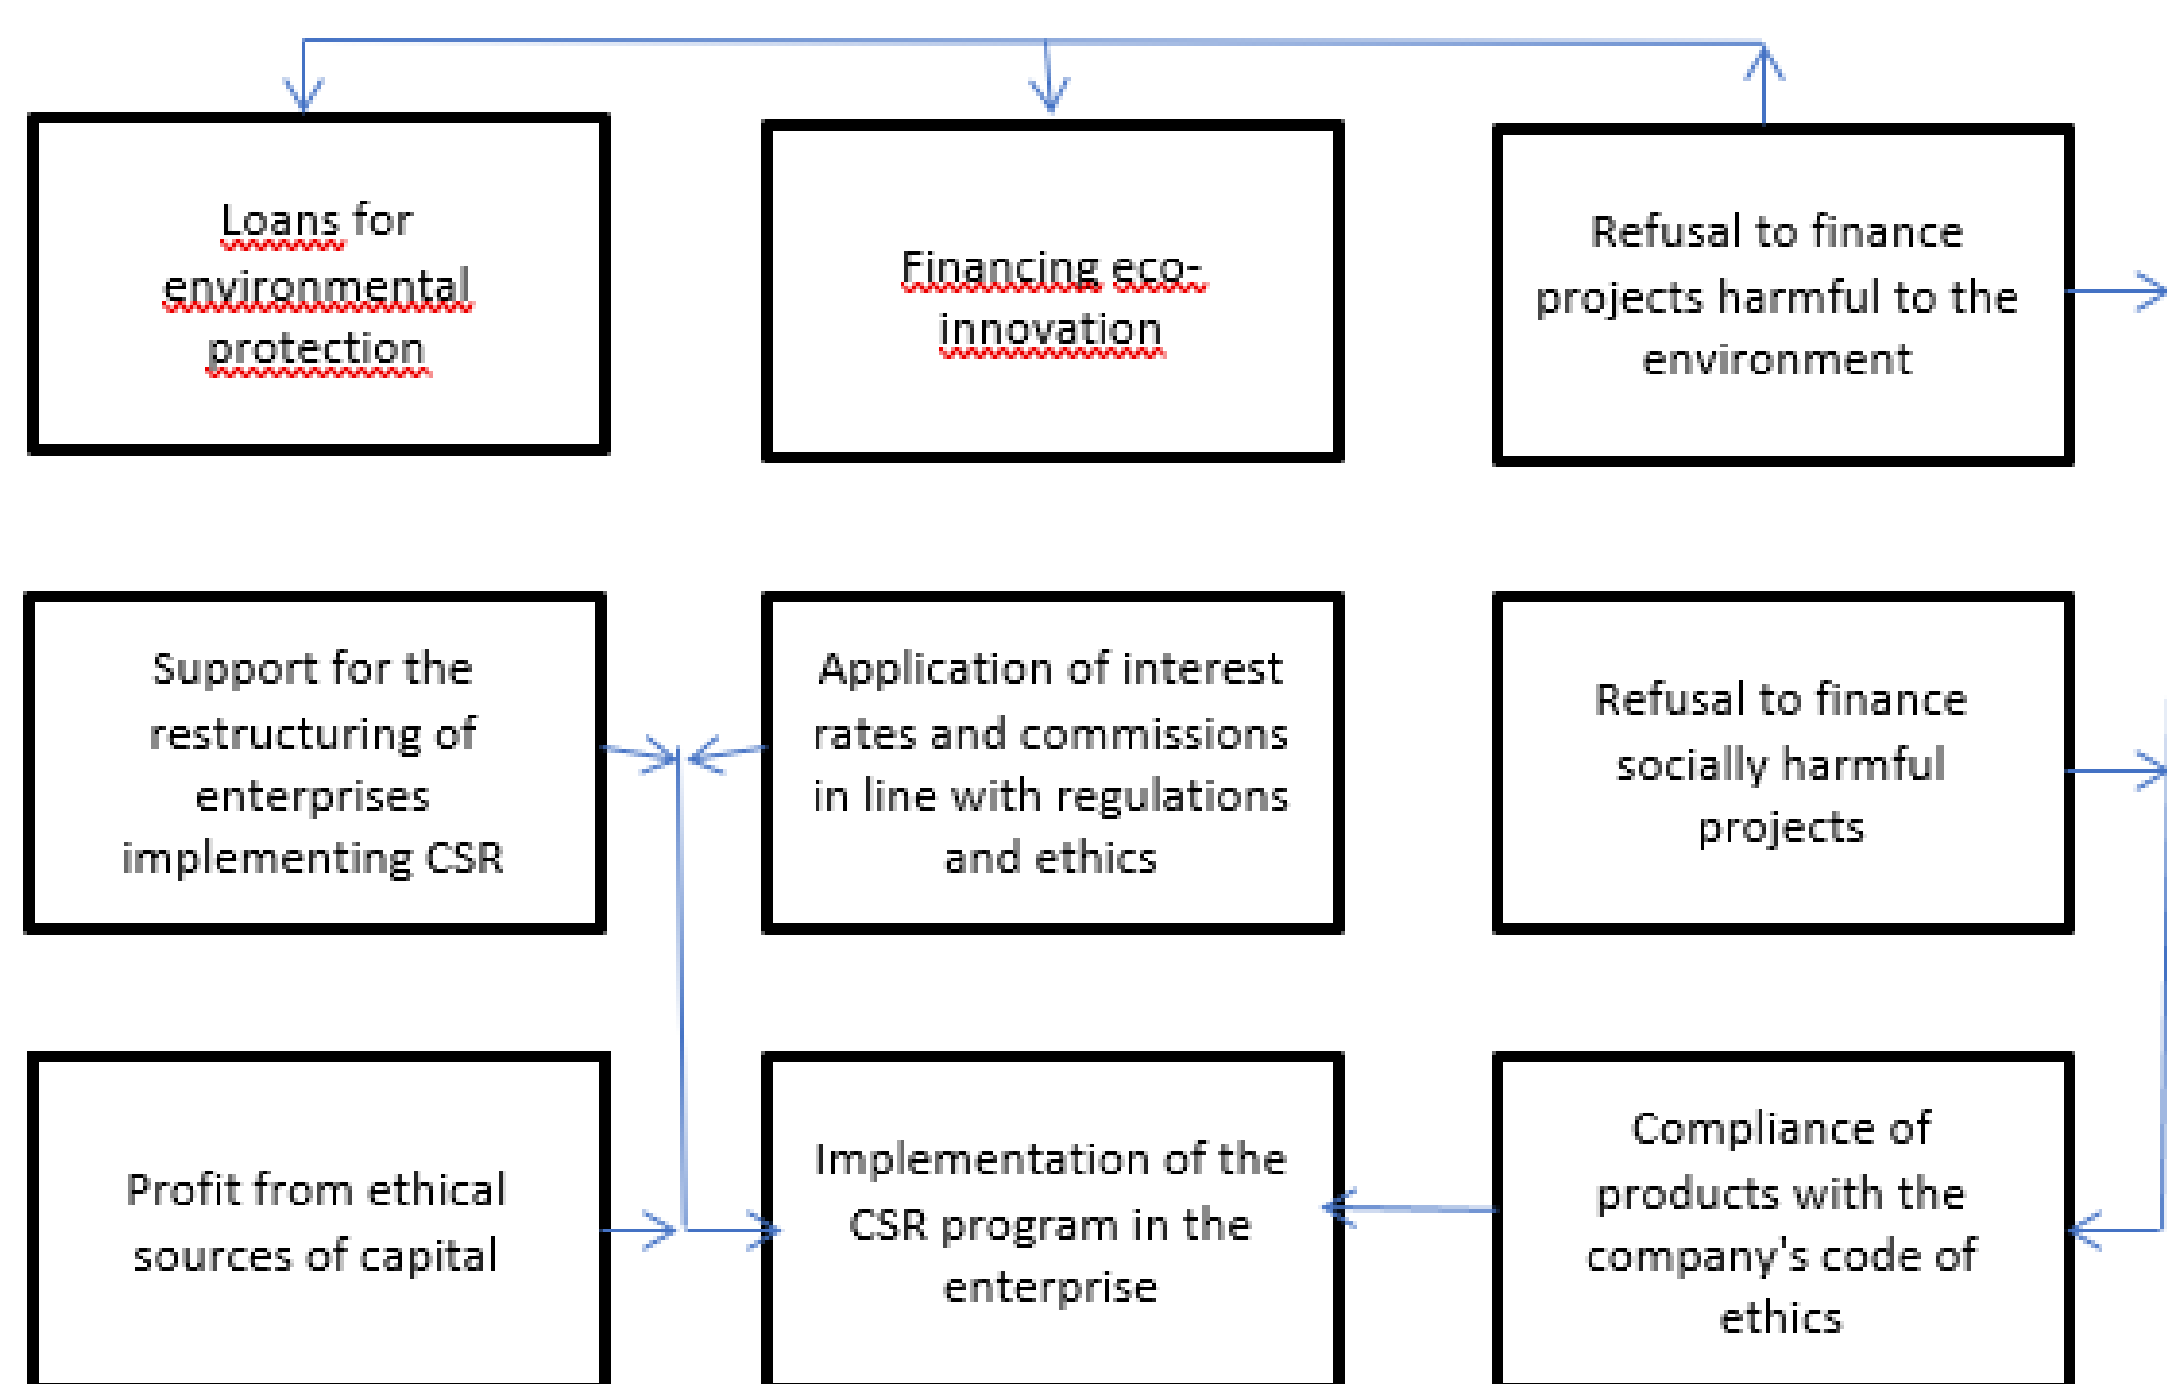 Loans for
environmental
protection
Financing eco-
innovation
Refusal to finance
projects harmful to the
environment
Support for the
restructuring of
enterprises
implementing CSR
Application of interest
rates and commissions
in line with regulations
and ethics
Refusal to finance
socially harmful
projects
Profit from ethical
sources of capital
Implementation of the
CSR program in the
enterprise
Compliance of
products with the
company's code of
ethics